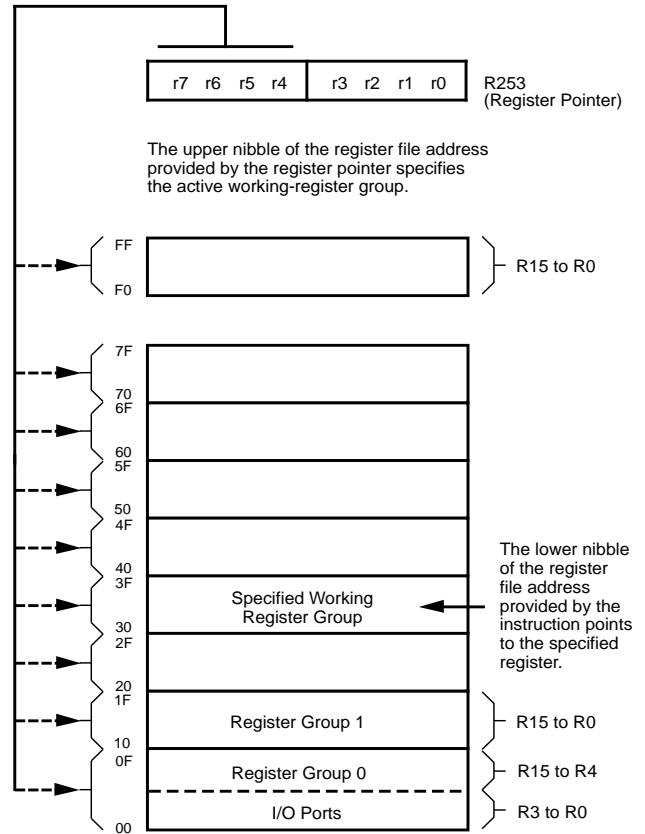 r7 r6 r5 r4 r3 r2 r1 r0 R253
(Register Pointer)
The upper nibble of the register file address
provided by the register pointer specifies
the active working-register group.
FF
F0
R15 to R0
7F
70
6F
60
5F
50
4F
40
3F
Specified Working
Register Group
30
The lower nibble
of the register
file address
provided by the
instruction points
to the specified
register.
2F
20
1F
Register Group 1
R15 to R0
10
0F
Register Group 0
R15 to R4
I/O Ports
R3 to R0
00